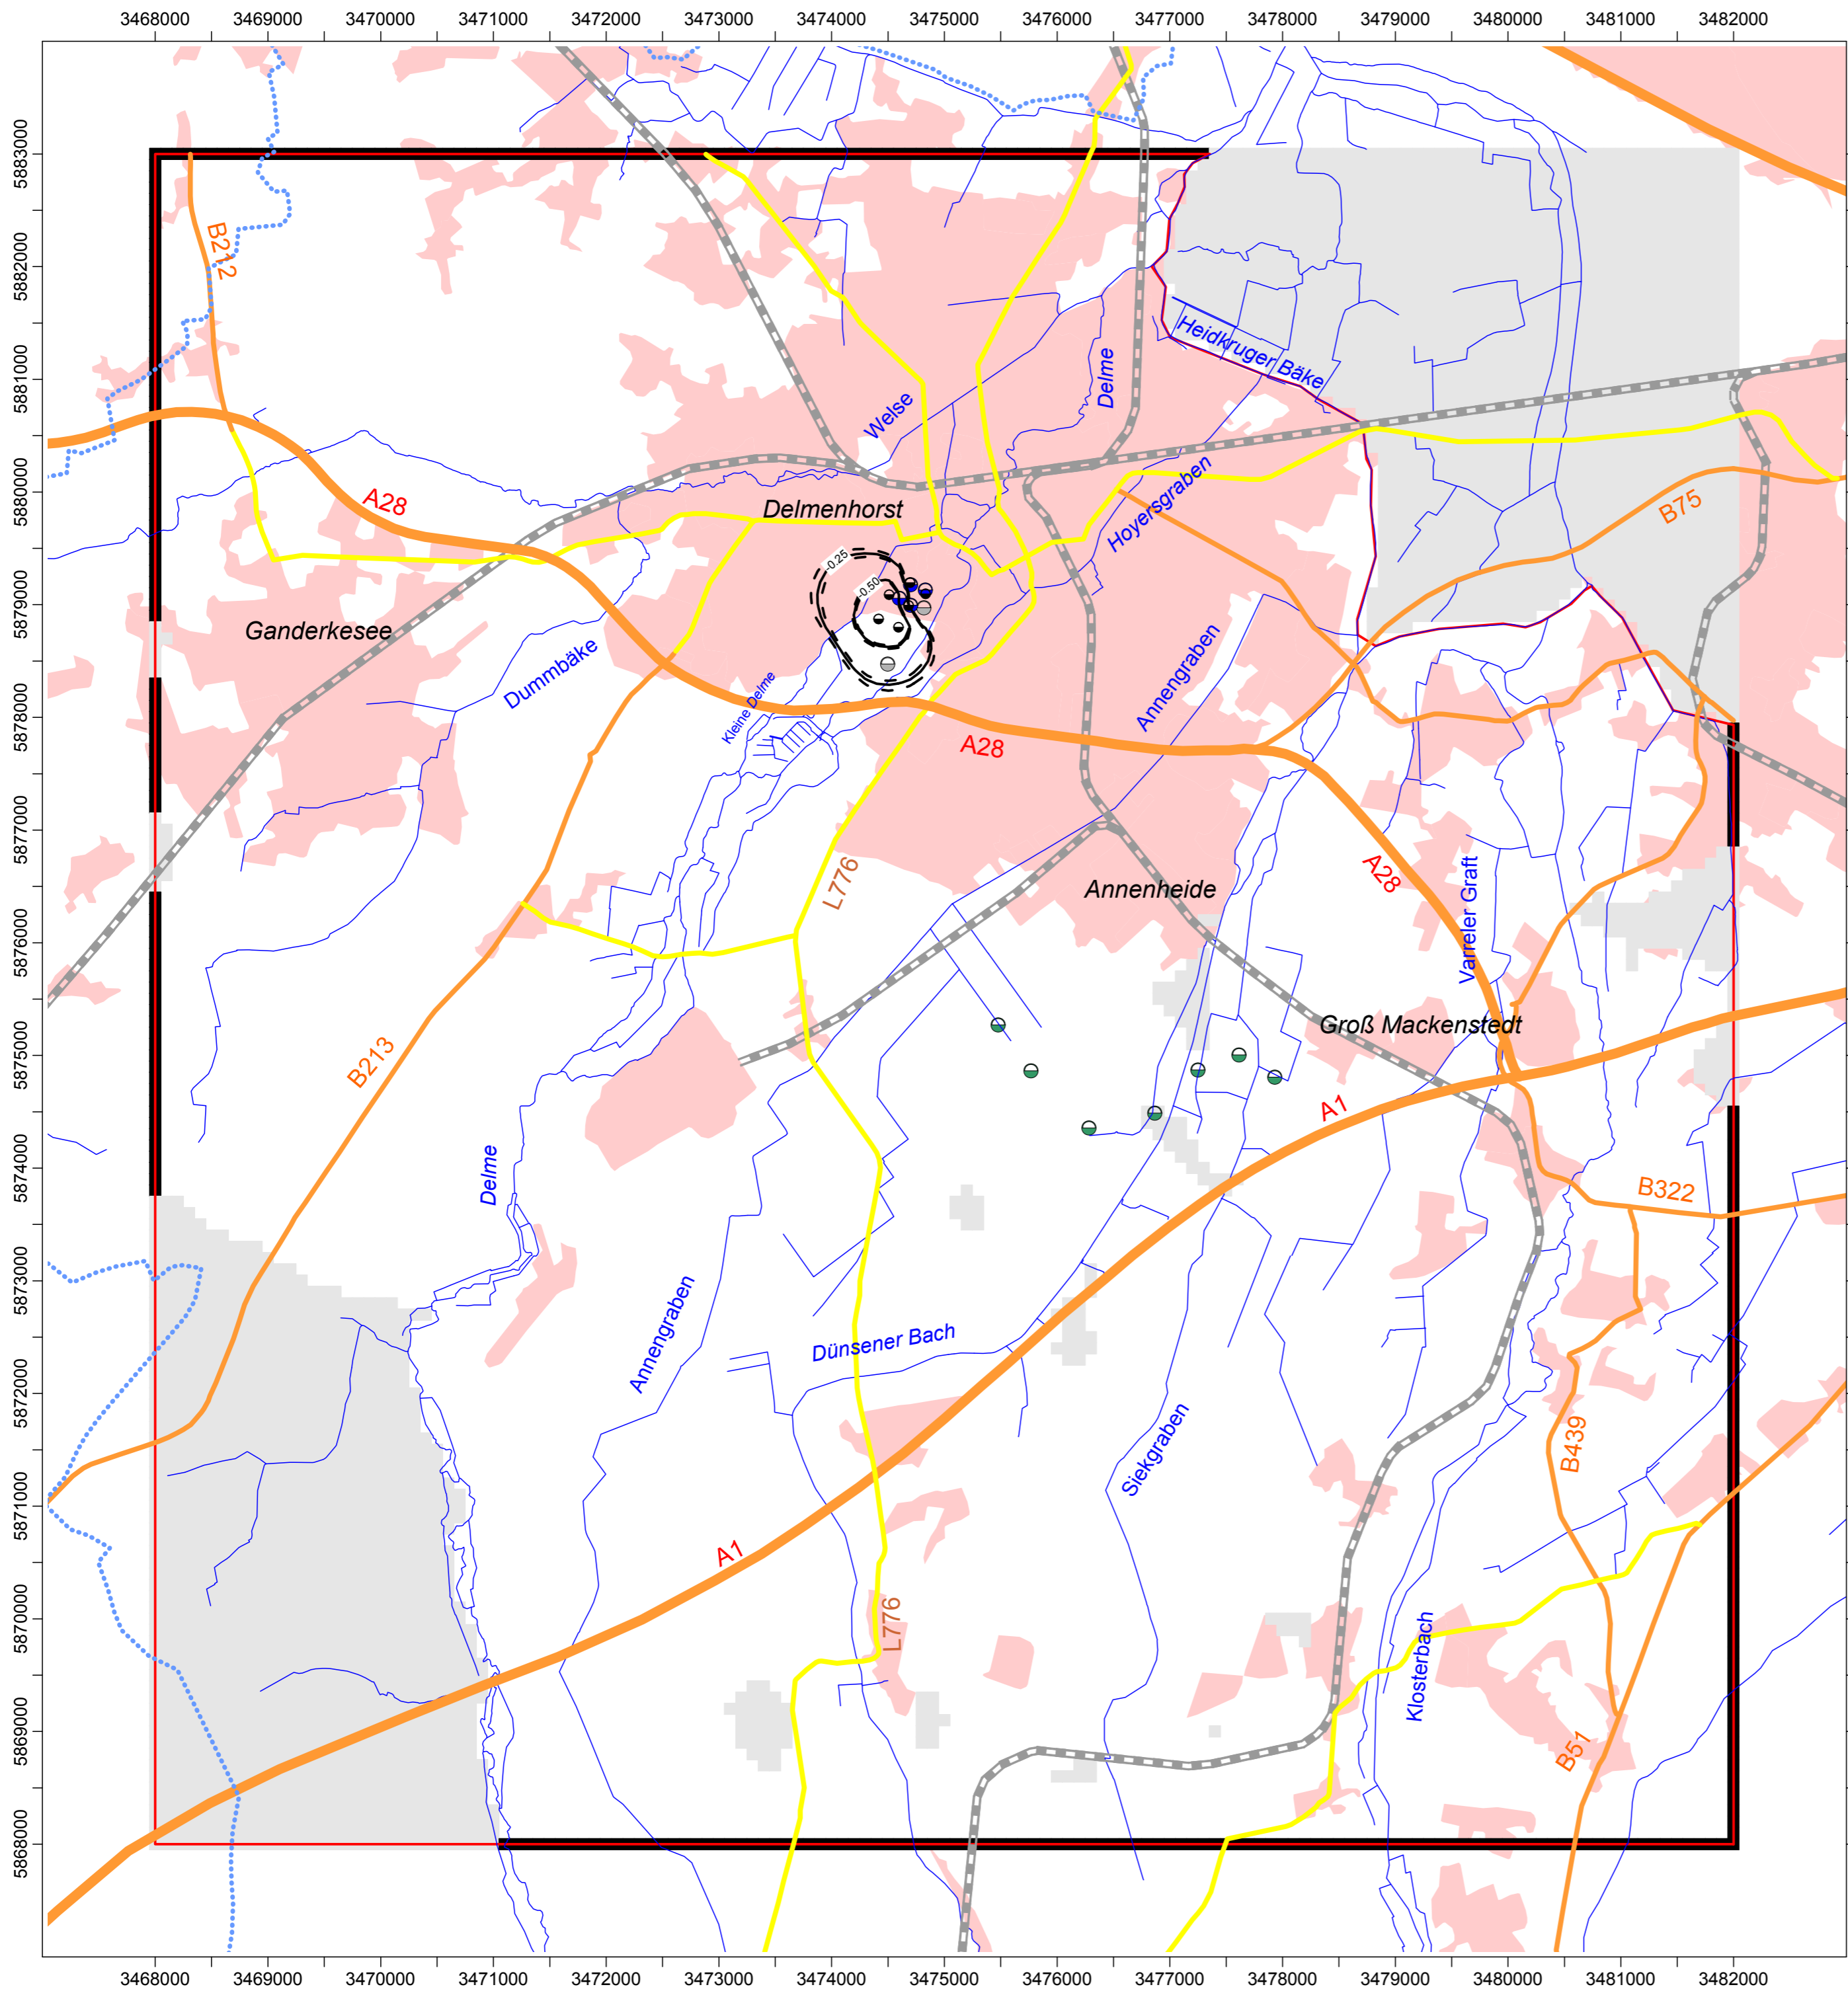 3468000 3469000 3470000 3471000 3472000 3473000 3474000 3475000 3476000 3477000 3478000 3479000 3480000 3481000 3482000
5883000
B212
5882000
Heidkruger Bäke
Delme
5881000
Welse
A28
Delmenhorst
Hoyersgraben
B75
5880000
-0.25
-0.50
5879000
Ganderkesee
Dummbäke
Annengraben
Kleine Delme
5878000
A28
5877000
L776
A28
Annenheide
Varreler Graft
5876000
Groß Mackenstedt
5875000
B213
A1
Delme
5874000
B322
5873000
Annengraben
Dünsener Bach
5872000
Siekgraben
B439
5871000
A1
5870000
L776
Klosterbach
5869000
B51
5868000
3468000 3469000 3470000 3471000 3472000 3473000 3474000 3475000 3476000 3477000 3478000 3479000 3480000 3481000 3482000